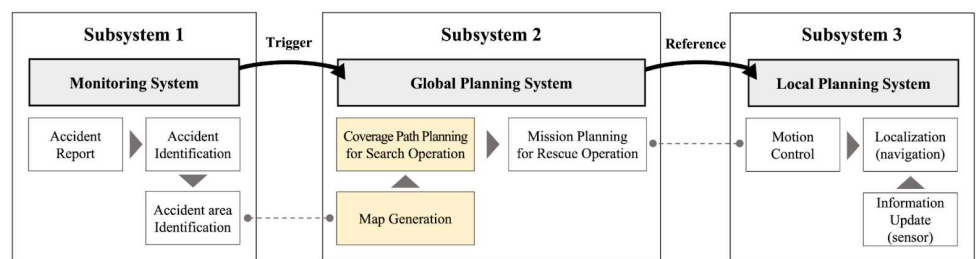 Subsystem 1
Monitoring System
Accident
Report
Accident
Identification
Accident area
Identification
Trigger
Subsystem 2
Global Planning System
Coverage Path Planning
for Search Operation
Mission Planning
for Rescue Operation
Map Generation
Reference
Subsystem 3
Local Planning System
Motion
Control
Localization
(navigation)
Information
Update
(sensor)